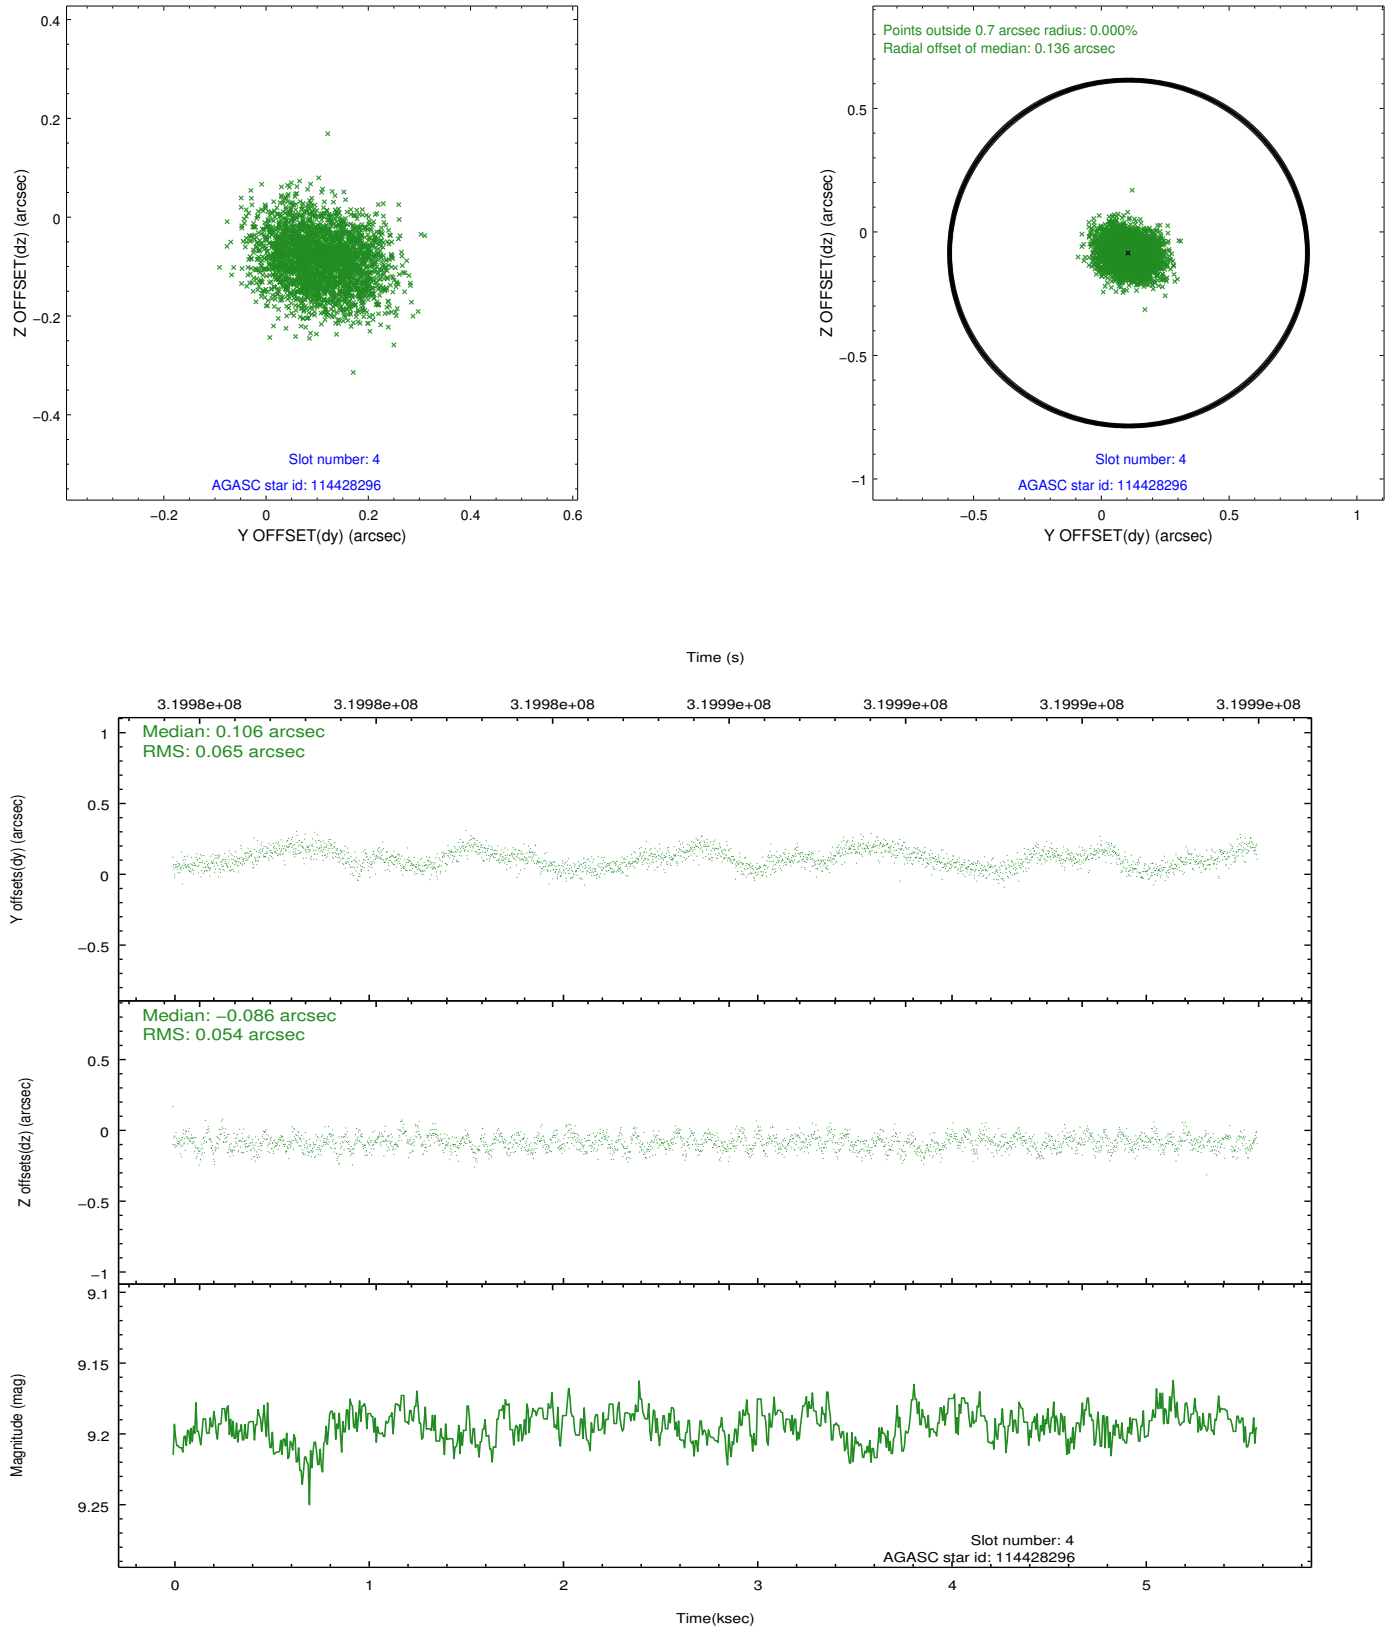 0.4
0.2
0
−0.2
−0.4
Z OFFSET(dz) (arcsec)
Slot number: 4
AGASC star id: 114428296
−0.2 0 0.2 0.4 0.6
Y OFFSET(dy) (arcsec)
Points outside 0.7 arcsec radius: 0.000%
Radial offset of median: 0.136 arcsec
0.5
0
−0.5
−1
Z OFFSET(dz) (arcsec)
Slot number: 4
AGASC star id: 114428296
−0.5 0 0.5 1
Y OFFSET(dy) (arcsec)
Time (s)
3.1998e+08 3.1998e+08 3.1998e+08 3.1999e+08 3.1999e+08 3.1999e+08 3.1999e+08
Median: 0.106 arcsec
RMS: 0.065 arcsec
1
0.5
0
−0.5
Y offsets(dy) (arcsec)
Median: −0.086 arcsec
RMS: 0.054 arcsec
0.5
0
−0.5
−1
Z offsets(dz) (arcsec)
9.1
9.15
9.2
9.25
Magnitude (mag)
Slot number: 4
AGASC star id: 114428296
0 1 2 3 4 5
Time(ksec)